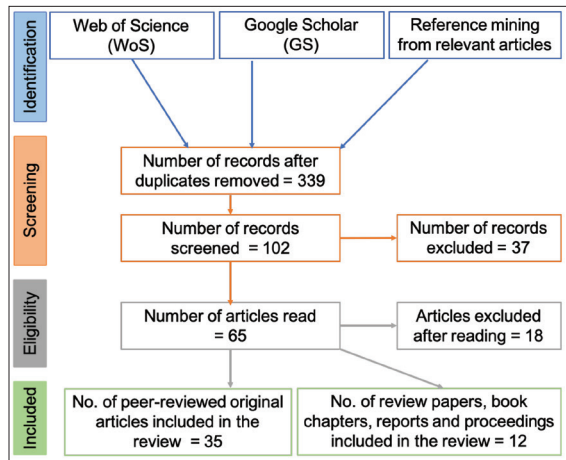 Identification
Web of Science
(WoS)
Google Scholar
(GS)
Reference mining
from relevant articles
Screening
Number of records after
duplicates removed = 339
Number of records
screened = 102
Number of records
excluded = 37
Eligibility
Number of articles read
= 65
Articles excluded
after reading = 18
Included
No. of peer-reviewed original
articles included in the
review = 35
No. of review papers, book
chapters, reports and proceedings
included in the review = 12